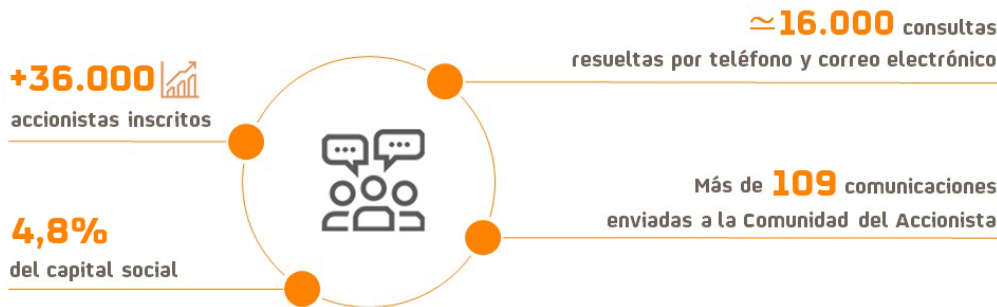 +36.000
accionistas inscritos
4,8%
del capital social
≃16.000 consultas
resueltas por teléfono y correo electrónico
Más de 109 comunicaciones
enviadas a la Comunidad del Accionista